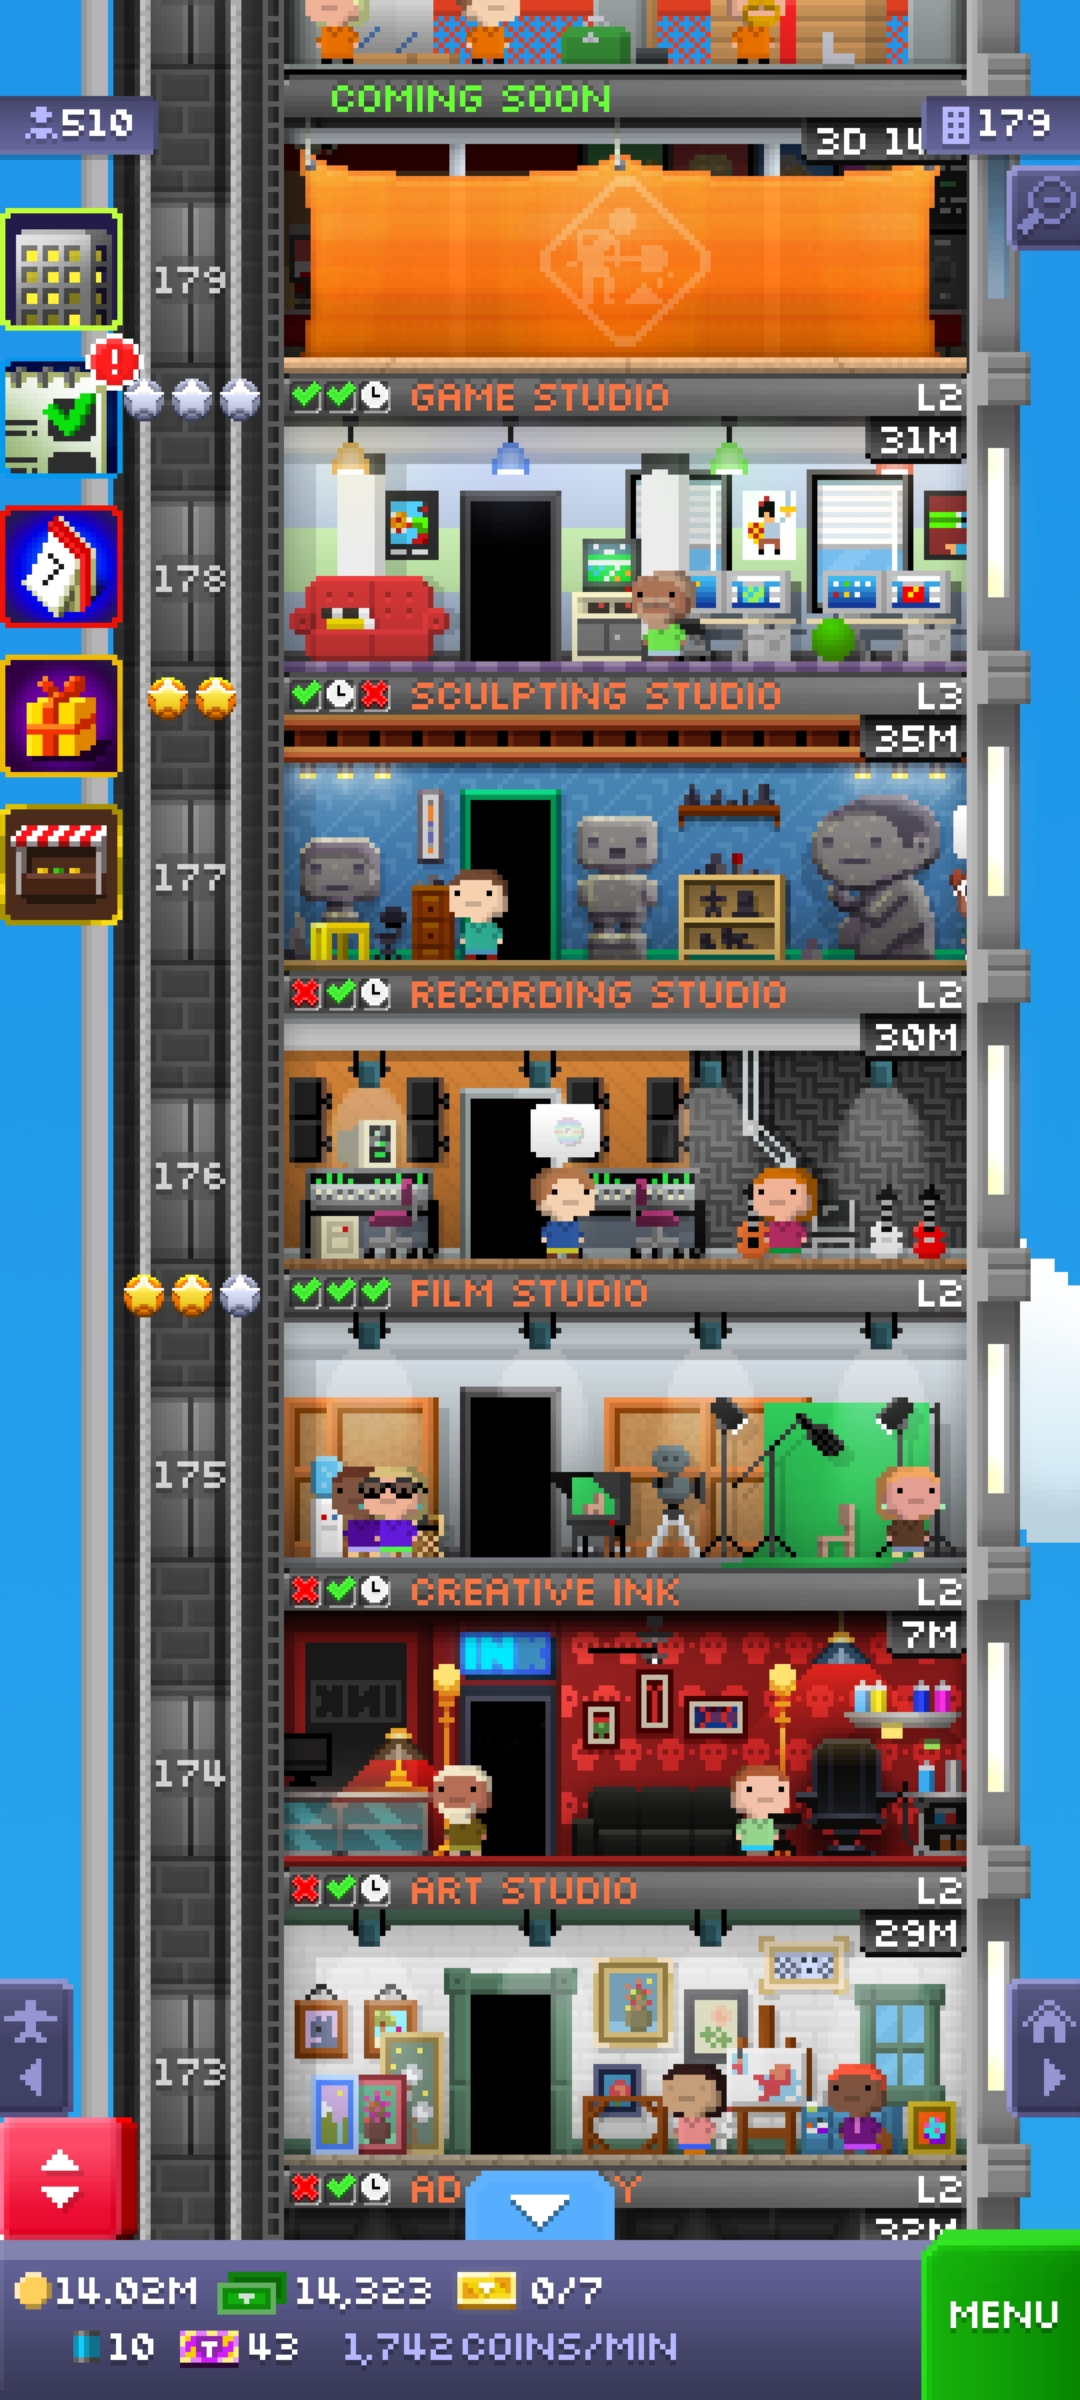 COMING SOON
510
179
3D 14
179
GAME STUDIO L2
31M
178
7
SCULPTING STUDIO L3
35M
177
RECORDING STUDIO L2
30M
176
FILM STUDIO L2
175
CREATIVE INK L2
7M
INK
INK
174
ART STUDIO L2
29M
173
AD Y L2
32M
14.02M 14,323 0/7
MENU
10 43 1,742 COINS/MIN